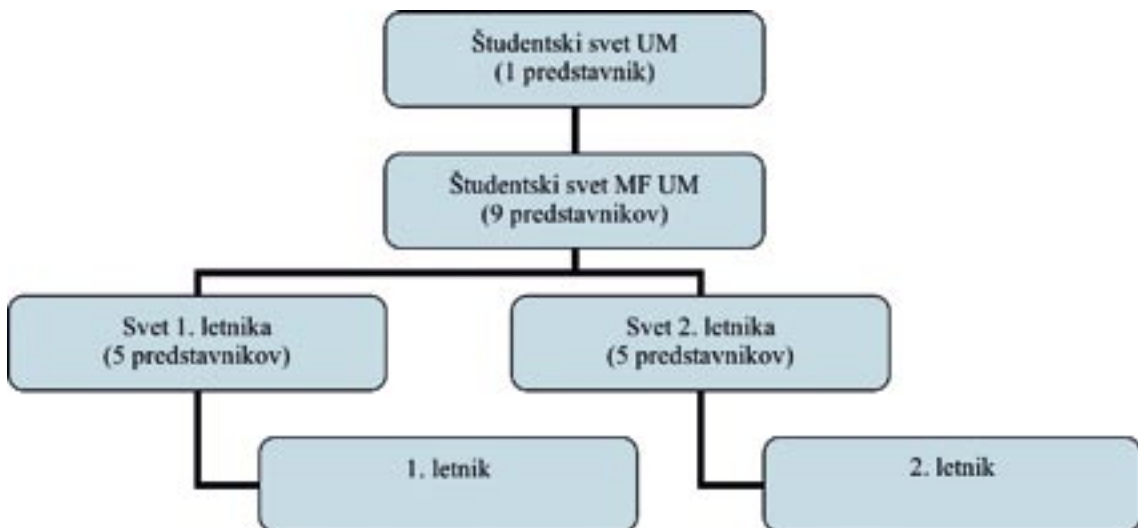 Študentski svet UM
(1 predstavnik)
Študentski svet MF UM
(9 predstavnikov)
Svet 1. letnika
(5 predstavnikov)
Svet 2. letnika
(5 predstavnikov)
1. letnik
2. letnik